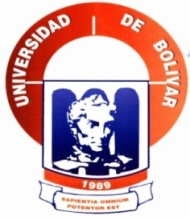 UNIVERSIDAD DE BOLIVAR
1989
SAPIENTIA OMNIUM
POTENTOR EST